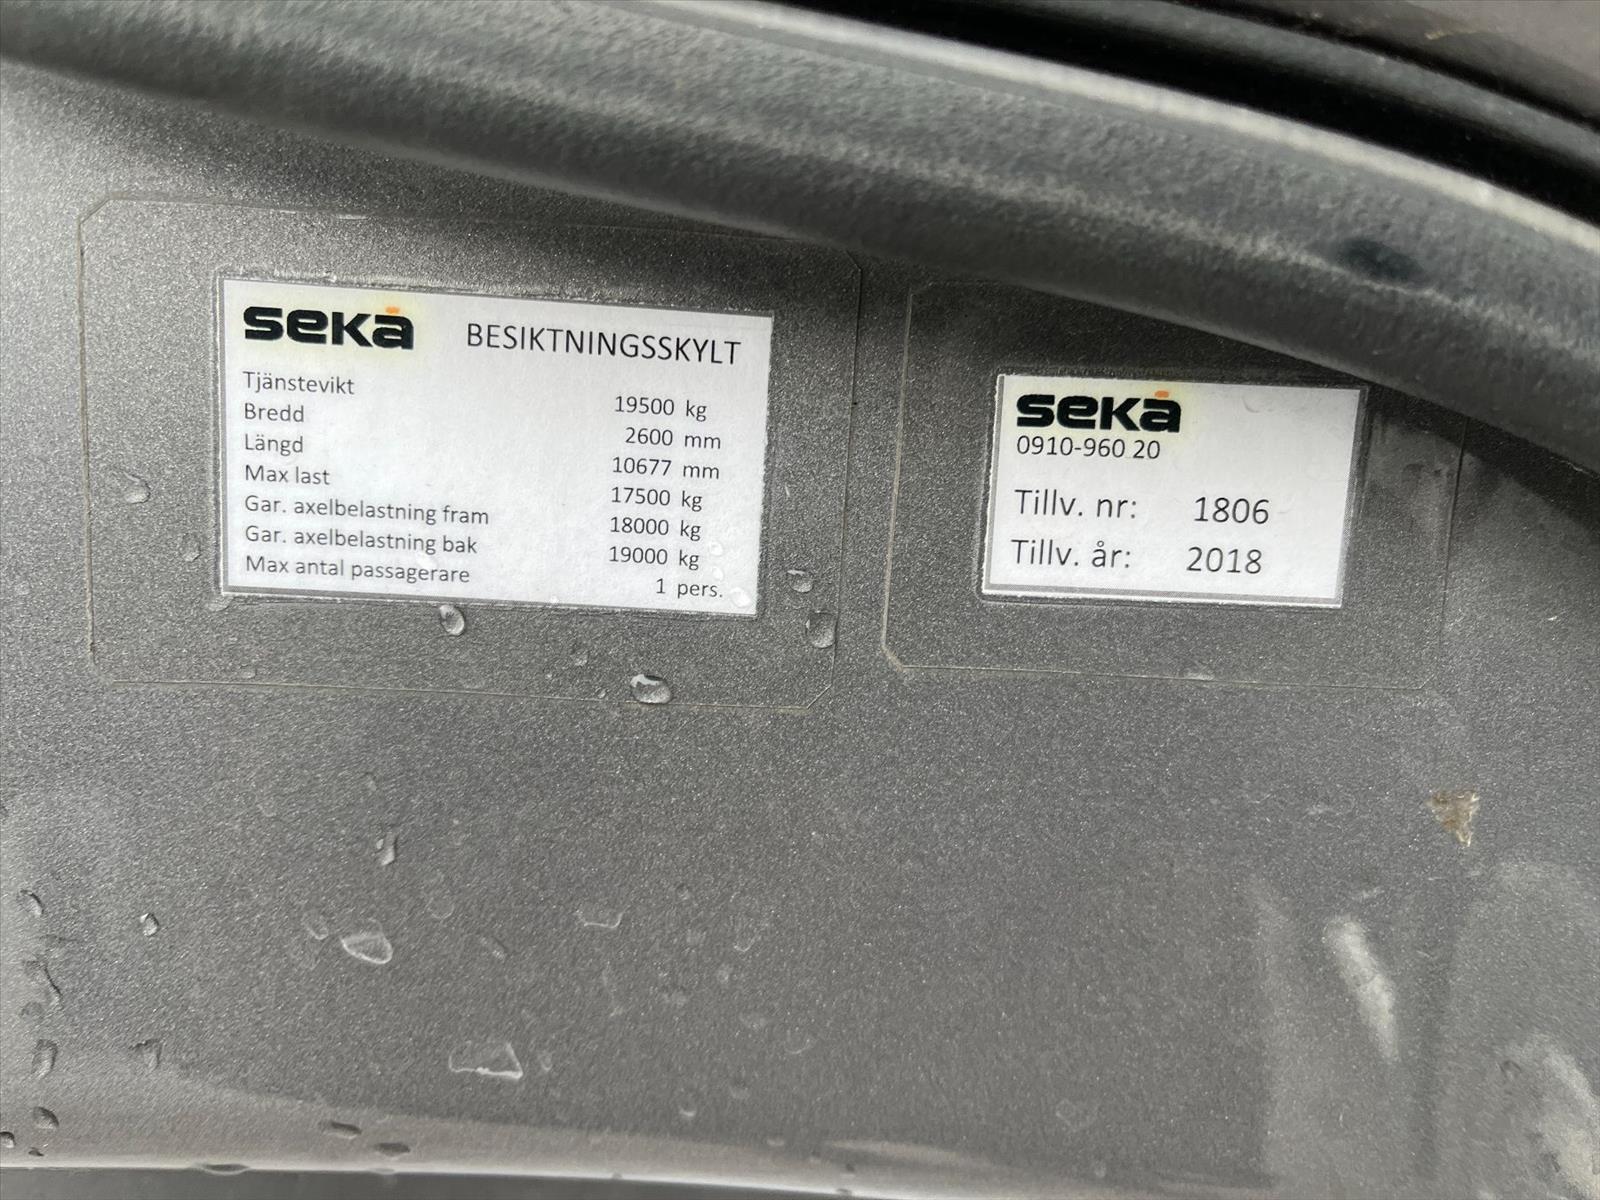 seka
BESIKTNINGSSKYLT
Tjänstevikt 19500 kg
Bredd 2600 mm
Längd 10677 mm
Max last 17500 kg
Gar. axelbelastning fram 18000 kg
Gar. axelbelastning bak 19000 kg
Max antal passagerare 1 pers.
seka
0910-960 20
Tillv. nr: 1806
Tillv. år: 2018